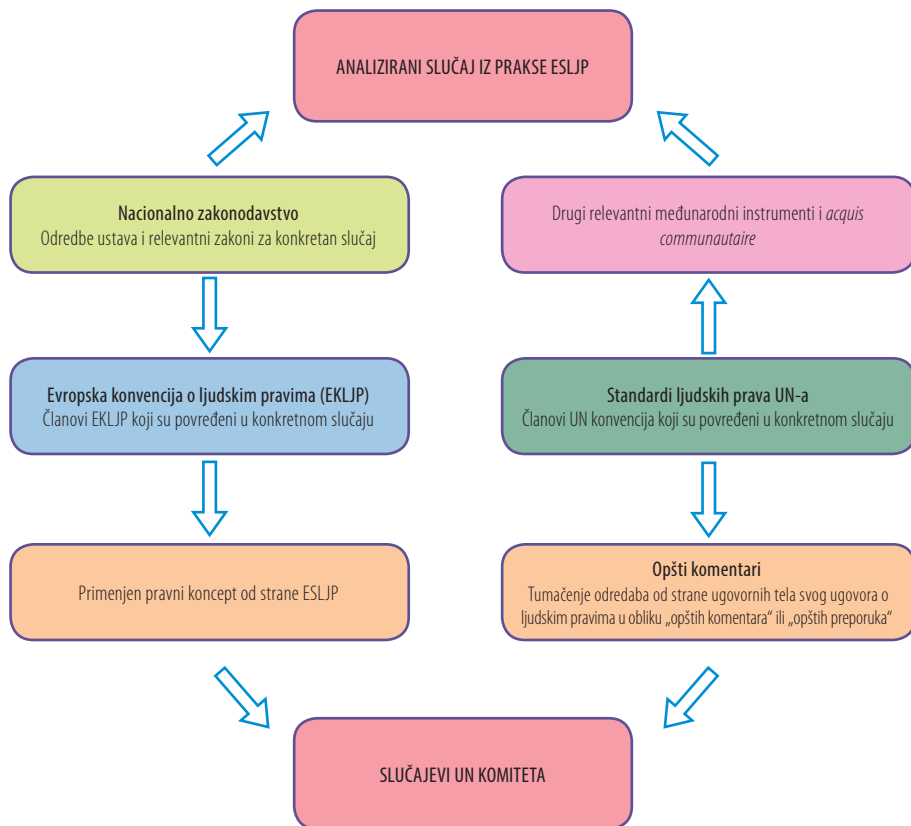 ANALIZIRANI SLUČAJ IZ PRAKSE ESLJP
Nacionalno zakonodavstvo
Odredbe ustava i relevantni zakoni za konkretan slučaj
Drugi relevantni međunarodni instrumenti i acquis
communautaire
Evropska konvencija o ljudskim pravima (EKLJP)
Članovi EKLJP koji su povređeni u konkretnom slučaju
Standardi ljudskih prava UN-a
Članovi UN konvencija koji su povređeni u konkretnom slučaju
Primenjen pravni koncept od strane ESLJP
Opšti komentari
Tumačenje odredaba od strane ugovornih tela svog ugovora o
ljudskim pravima u obliku „opštih komentara“ ili „opštih preporuka“
SLUČAJEVI UN KOMITETA